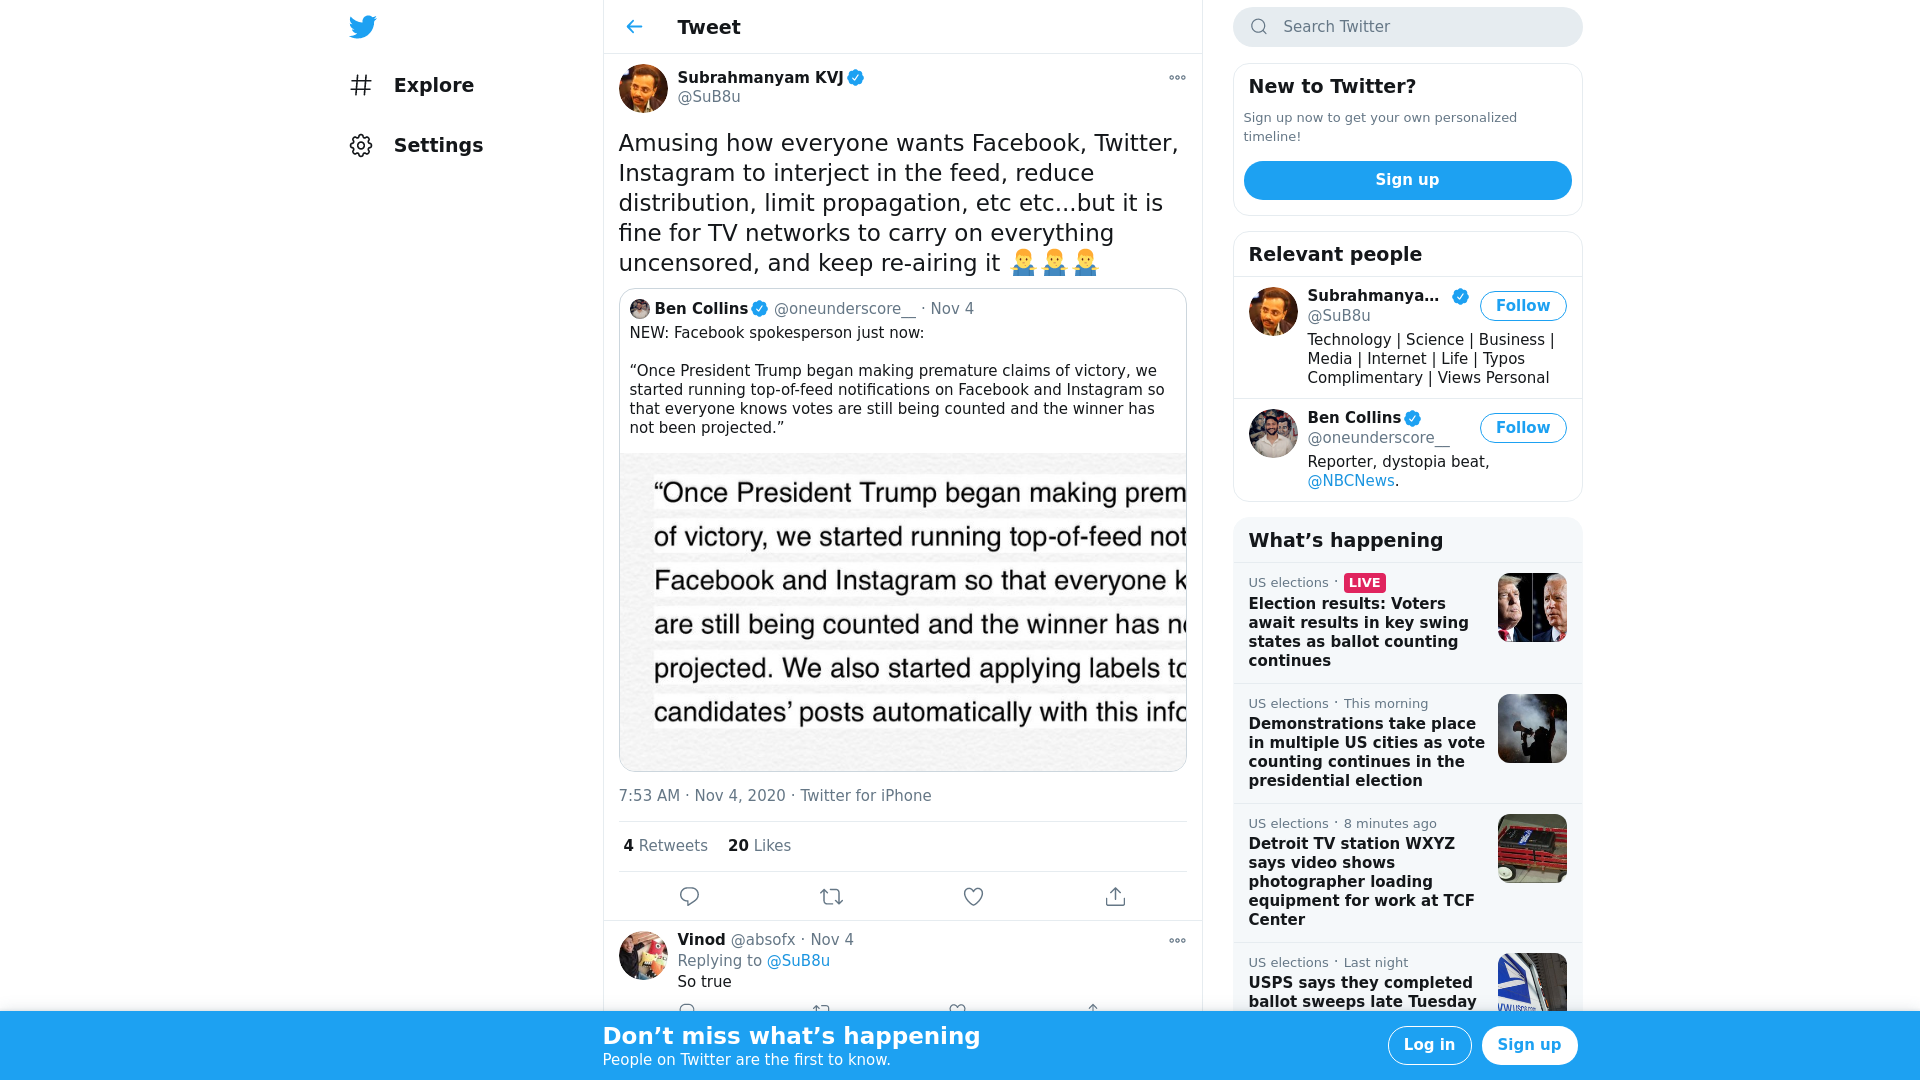 Explore
Settings
Tweet
Subrahmanyam KVJ
@SuB8u
Amusing how everyone wants Facebook, Twitter,
Instagram to interject in the feed, reduce
distribution, limit propagation, etc etc...but it is
fine for TV networks to carry on everything
uncensored, and keep re-airing it 🤷‍♂️🤷‍♂️🤷‍♂️
Ben Collins @oneunderscore__ · Nov 4
NEW: Facebook spokesperson just now:
“Once President Trump began making premature claims of victory, we
started running top-of-feed notifications on Facebook and Instagram so
that everyone knows votes are still being counted and the winner has
not been projected.”
“Once President Trump began making prem
of victory, we started running top-of-feed not
Facebook and Instagram so that everyone k
are still being counted and the winner has n
projected. We also started applying labels to
candidates’ posts automatically with this info
7:53 AM · Nov 4, 2020 · Twitter for iPhone
4 Retweets 20 Likes
Vinod @absofx · Nov 4
Replying to @SuB8u
So true
Search Twitter
New to Twitter?
Sign up now to get your own personalized
timeline!
Sign up
Relevant people
Subrahmanya...
@SuB8u
Follow
Technology | Science | Business |
Media | Internet | Life | Typos
Complimentary | Views Personal
Ben Collins
@oneunderscore__
Follow
Reporter, dystopia beat,
@NBCNews.
What’s happening
US elections · LIVE
Election results: Voters
await results in key swing
states as ballot counting
continues
US elections · This morning
Demonstrations take place
in multiple US cities as vote
counting continues in the
presidential election
US elections · 8 minutes ago
Detroit TV station WXYZ
says video shows
photographer loading
equipment for work at TCF
Center
US elections · Last night
USPS says they completed
ballot sweeps late Tuesday
Don’t miss what’s happening
People on Twitter are the first to know.
Log in
Sign up